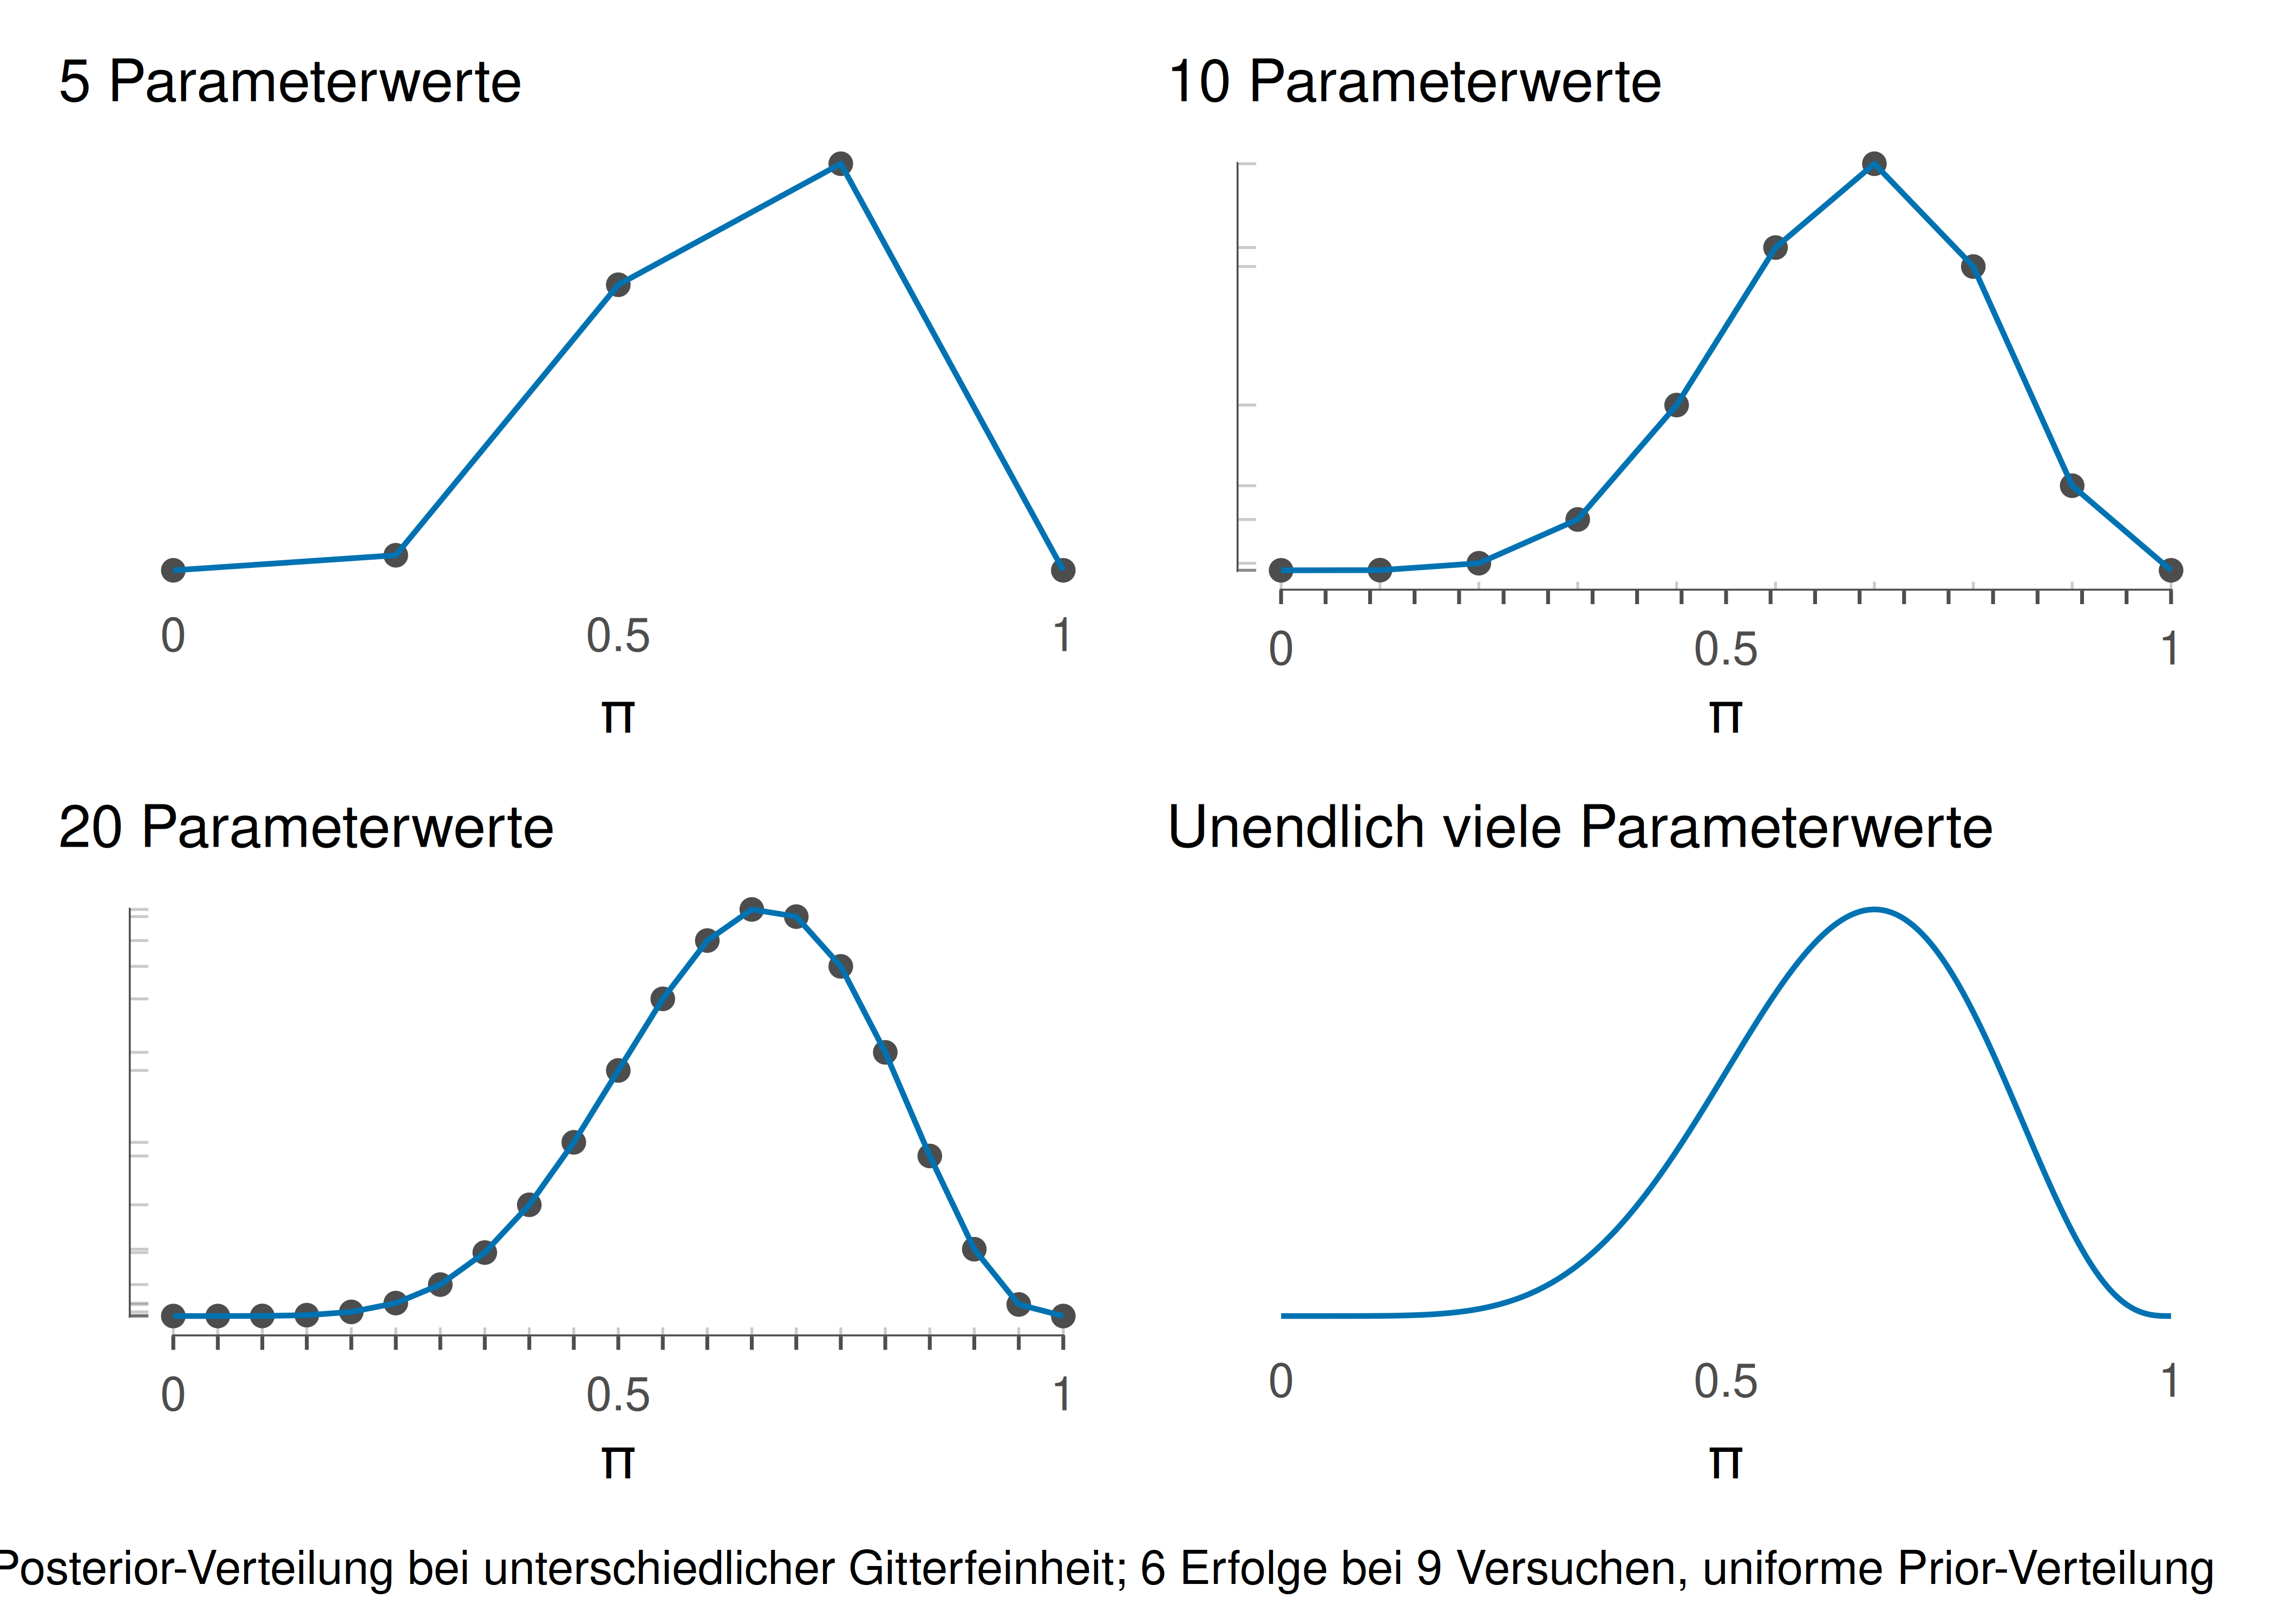 5 Parameterwerte
10 Parameterwerte
0 0.5 1
π
0 0.5 1
π
20 Parameterwerte
Unendlich viele Parameterwerte
0 0.5 1
π
0 0.5 1
π
Posterior-Verteilung bei unterschiedlicher Gitterfeinheit; 6 Erfolge bei 9 Versuchen, uniforme Prior-Verteilung